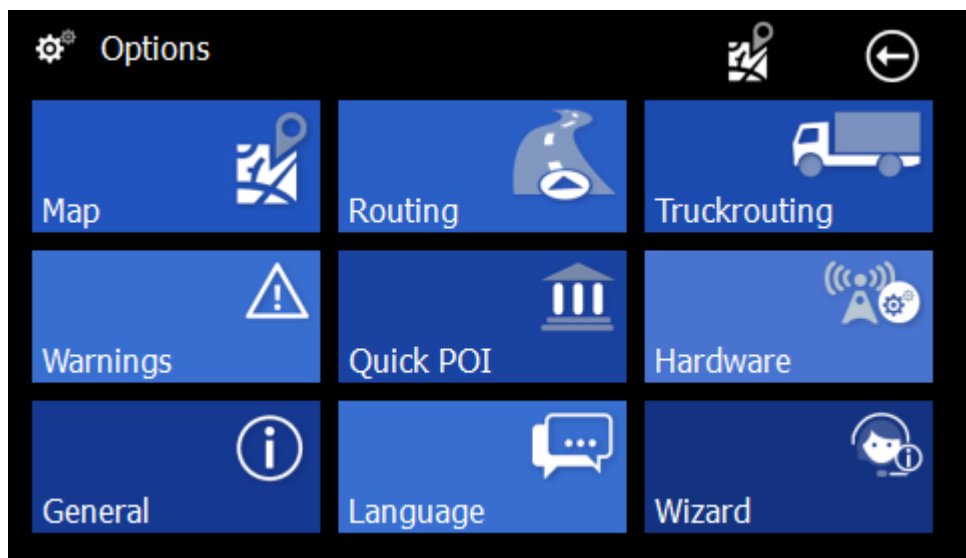 Options
Map
Routing
Truckrouting
Warnings
Quick POI
Hardware
General
Language
Wizard